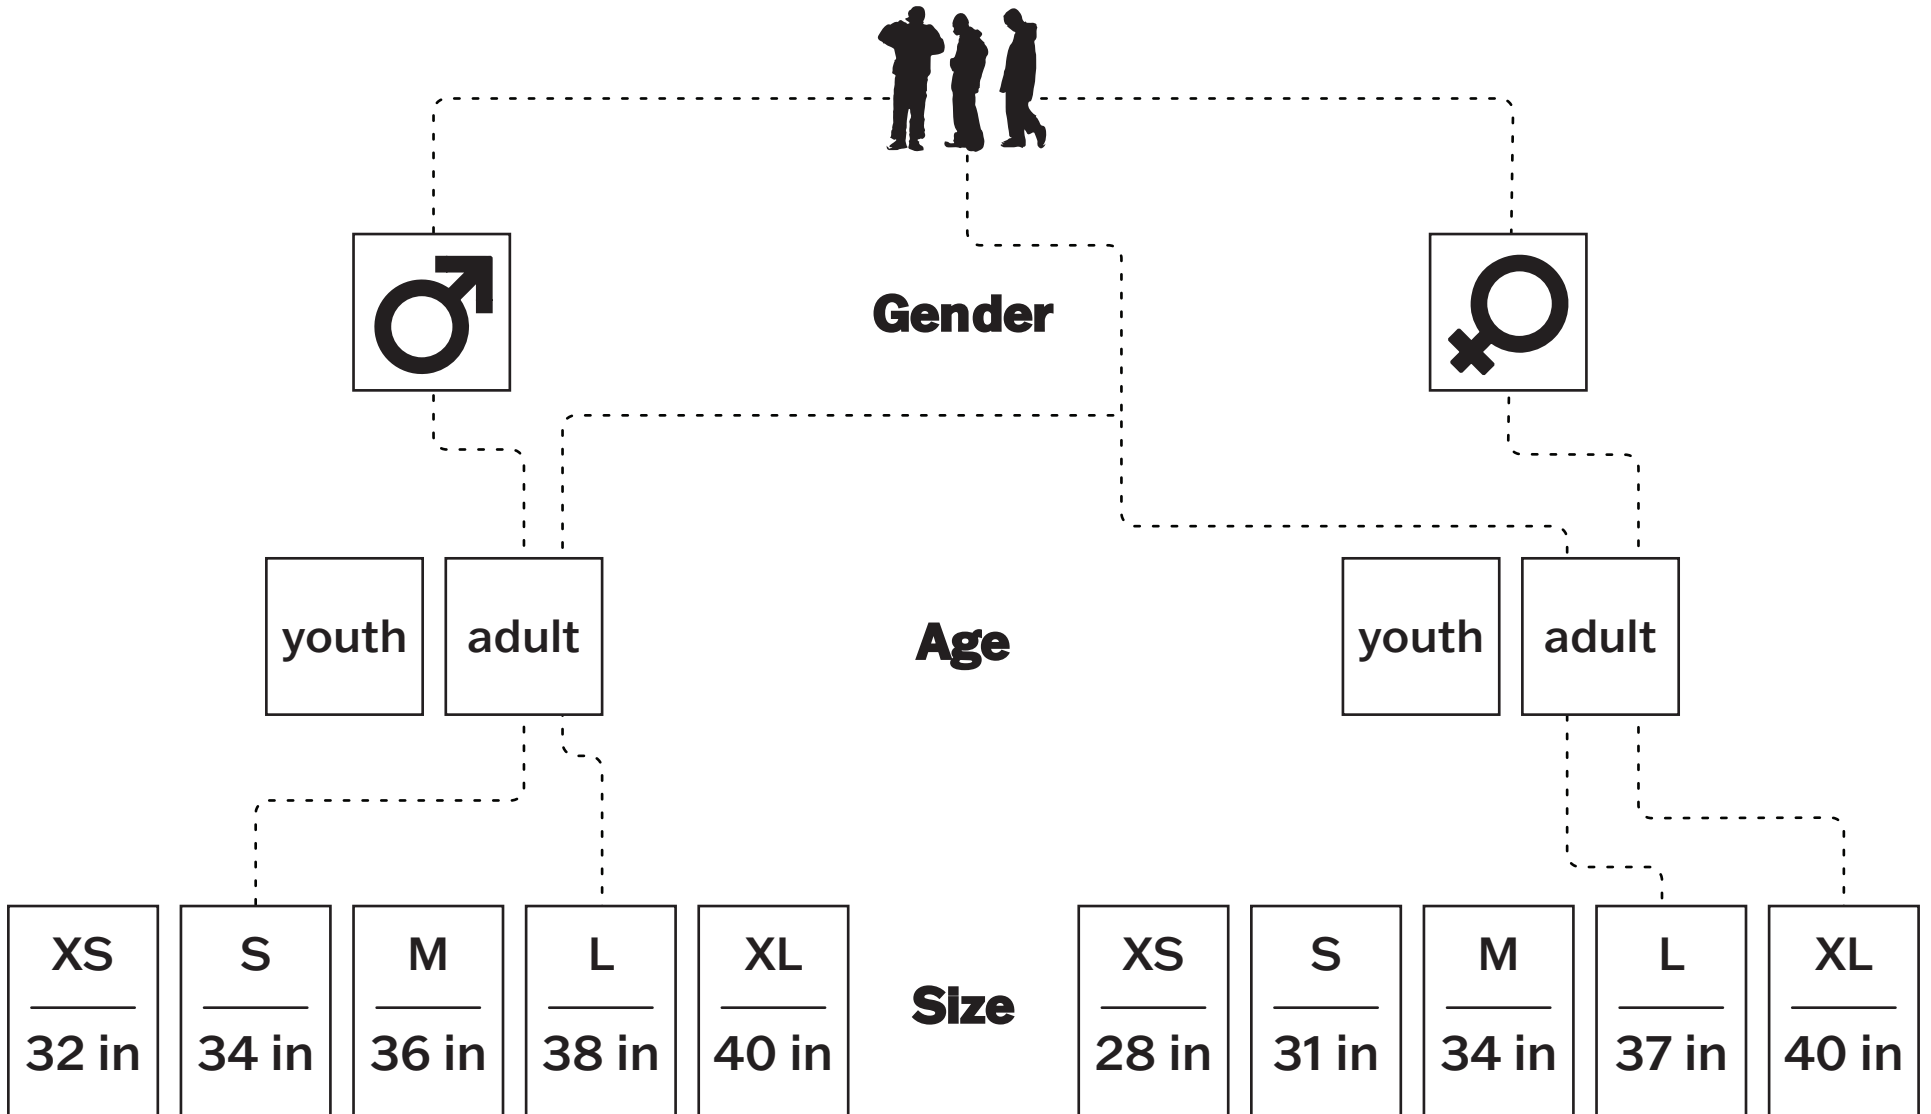 Gender
youth
adult
Age
youth
adult
XS
S
M
L
XL
Size
XS
S
M
L
XL
32 in
34 in
36 in
38 in
40 in
28 in
31 in
34 in
37 in
40 in